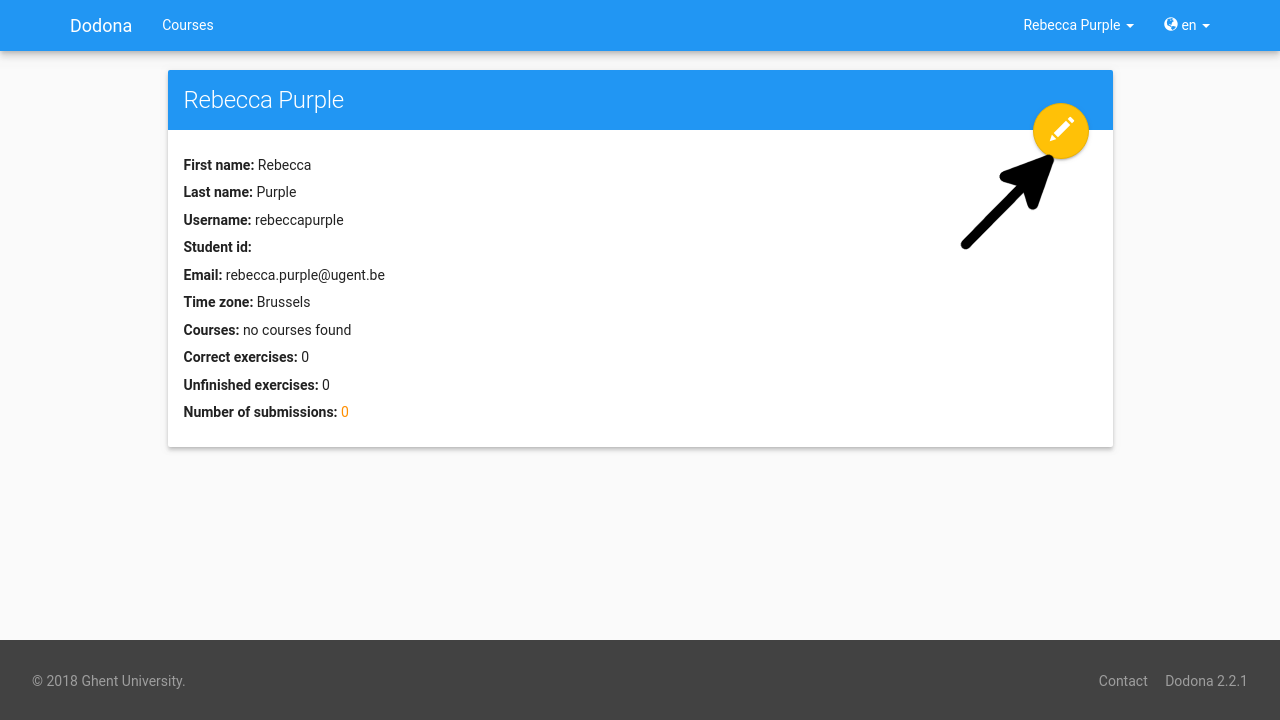 Dodona Courses Rebecca Purple en
Rebecca Purple
First name: Rebecca
Last name: Purple
Username: rebeccapurple
Student id:
Email: rebecca.purple@ugent.be
Time zone: Brussels
Courses: no courses found
Correct exercises: 0
Unfinished exercises: 0
Number of submissions: 0
© 2018 Ghent University. Contact Dodona 2.2.1